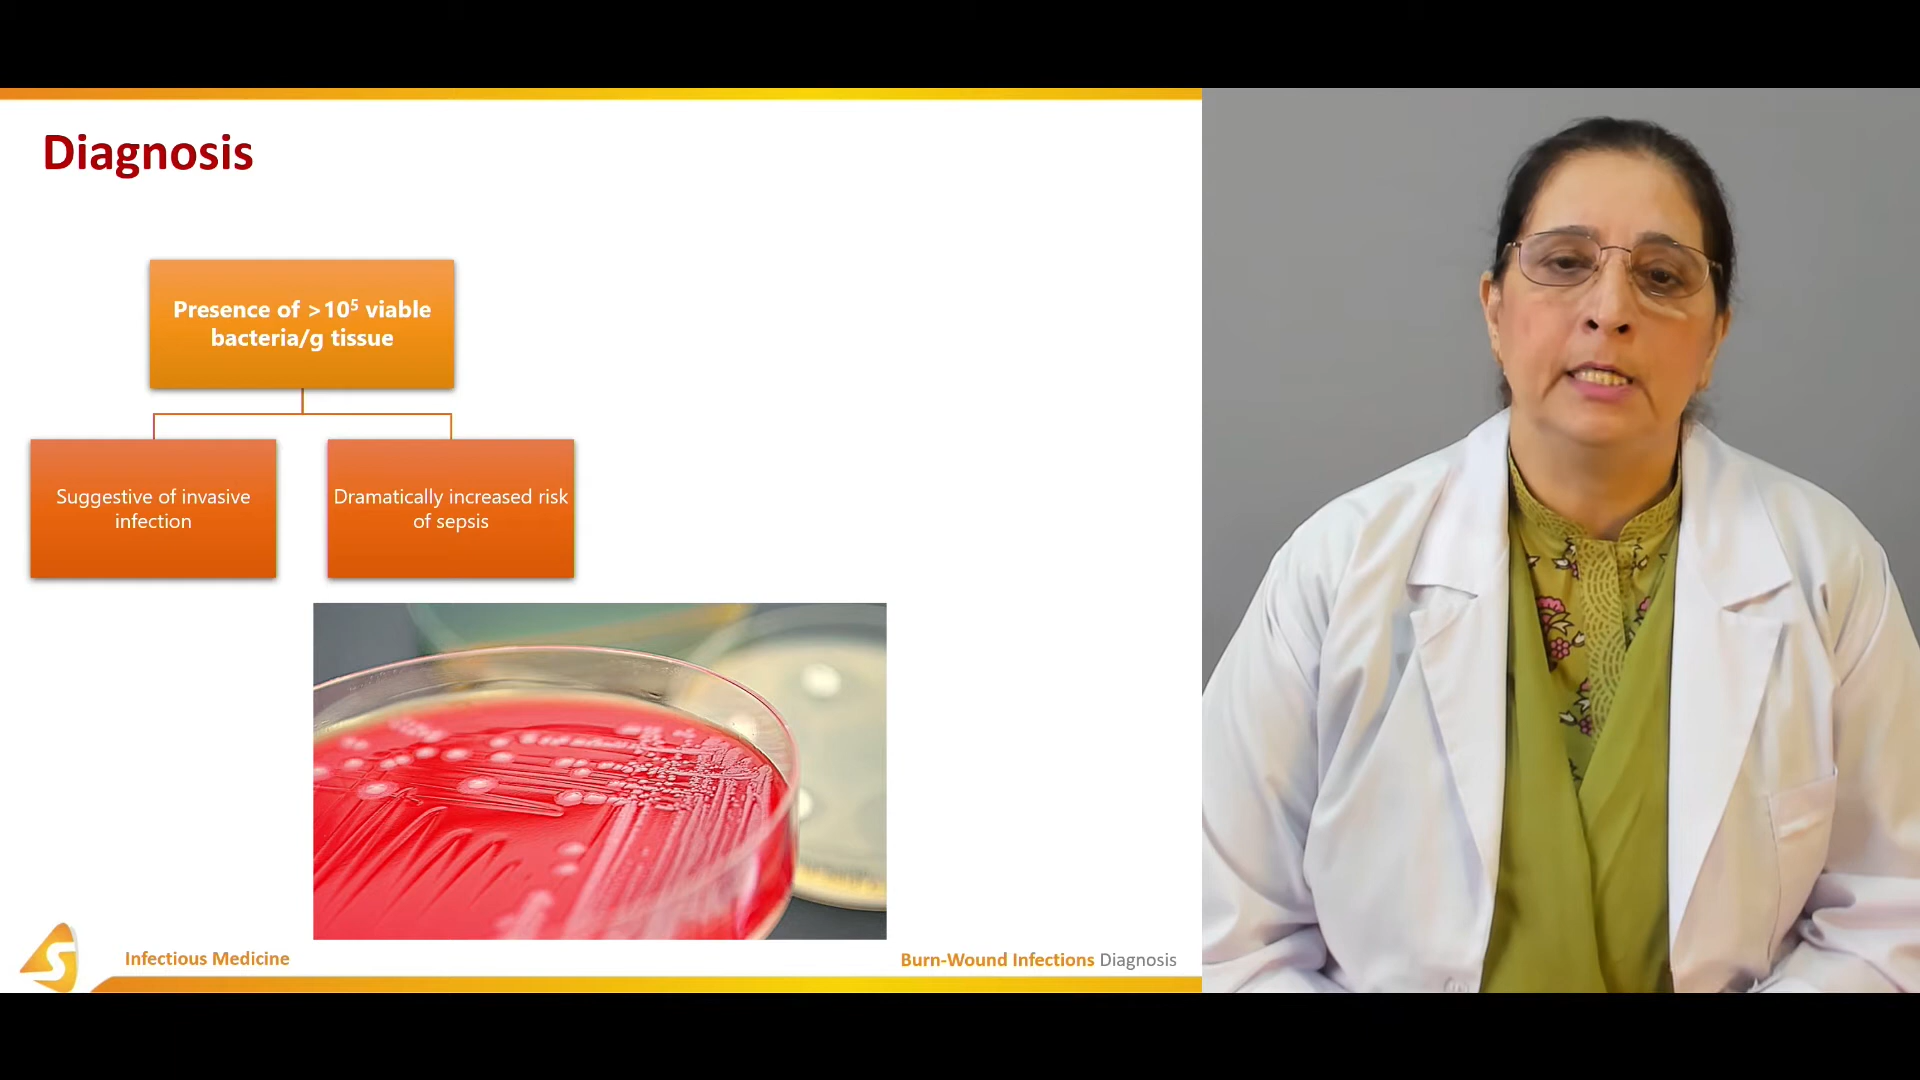 Diagnosis
Presence of >10⁵ viable
bacteria/g tissue
Suggestive of invasive
infection
Dramatically increased risk
of sepsis
S
Infectious Medicine
Burn-Wound Infections Diagnosis